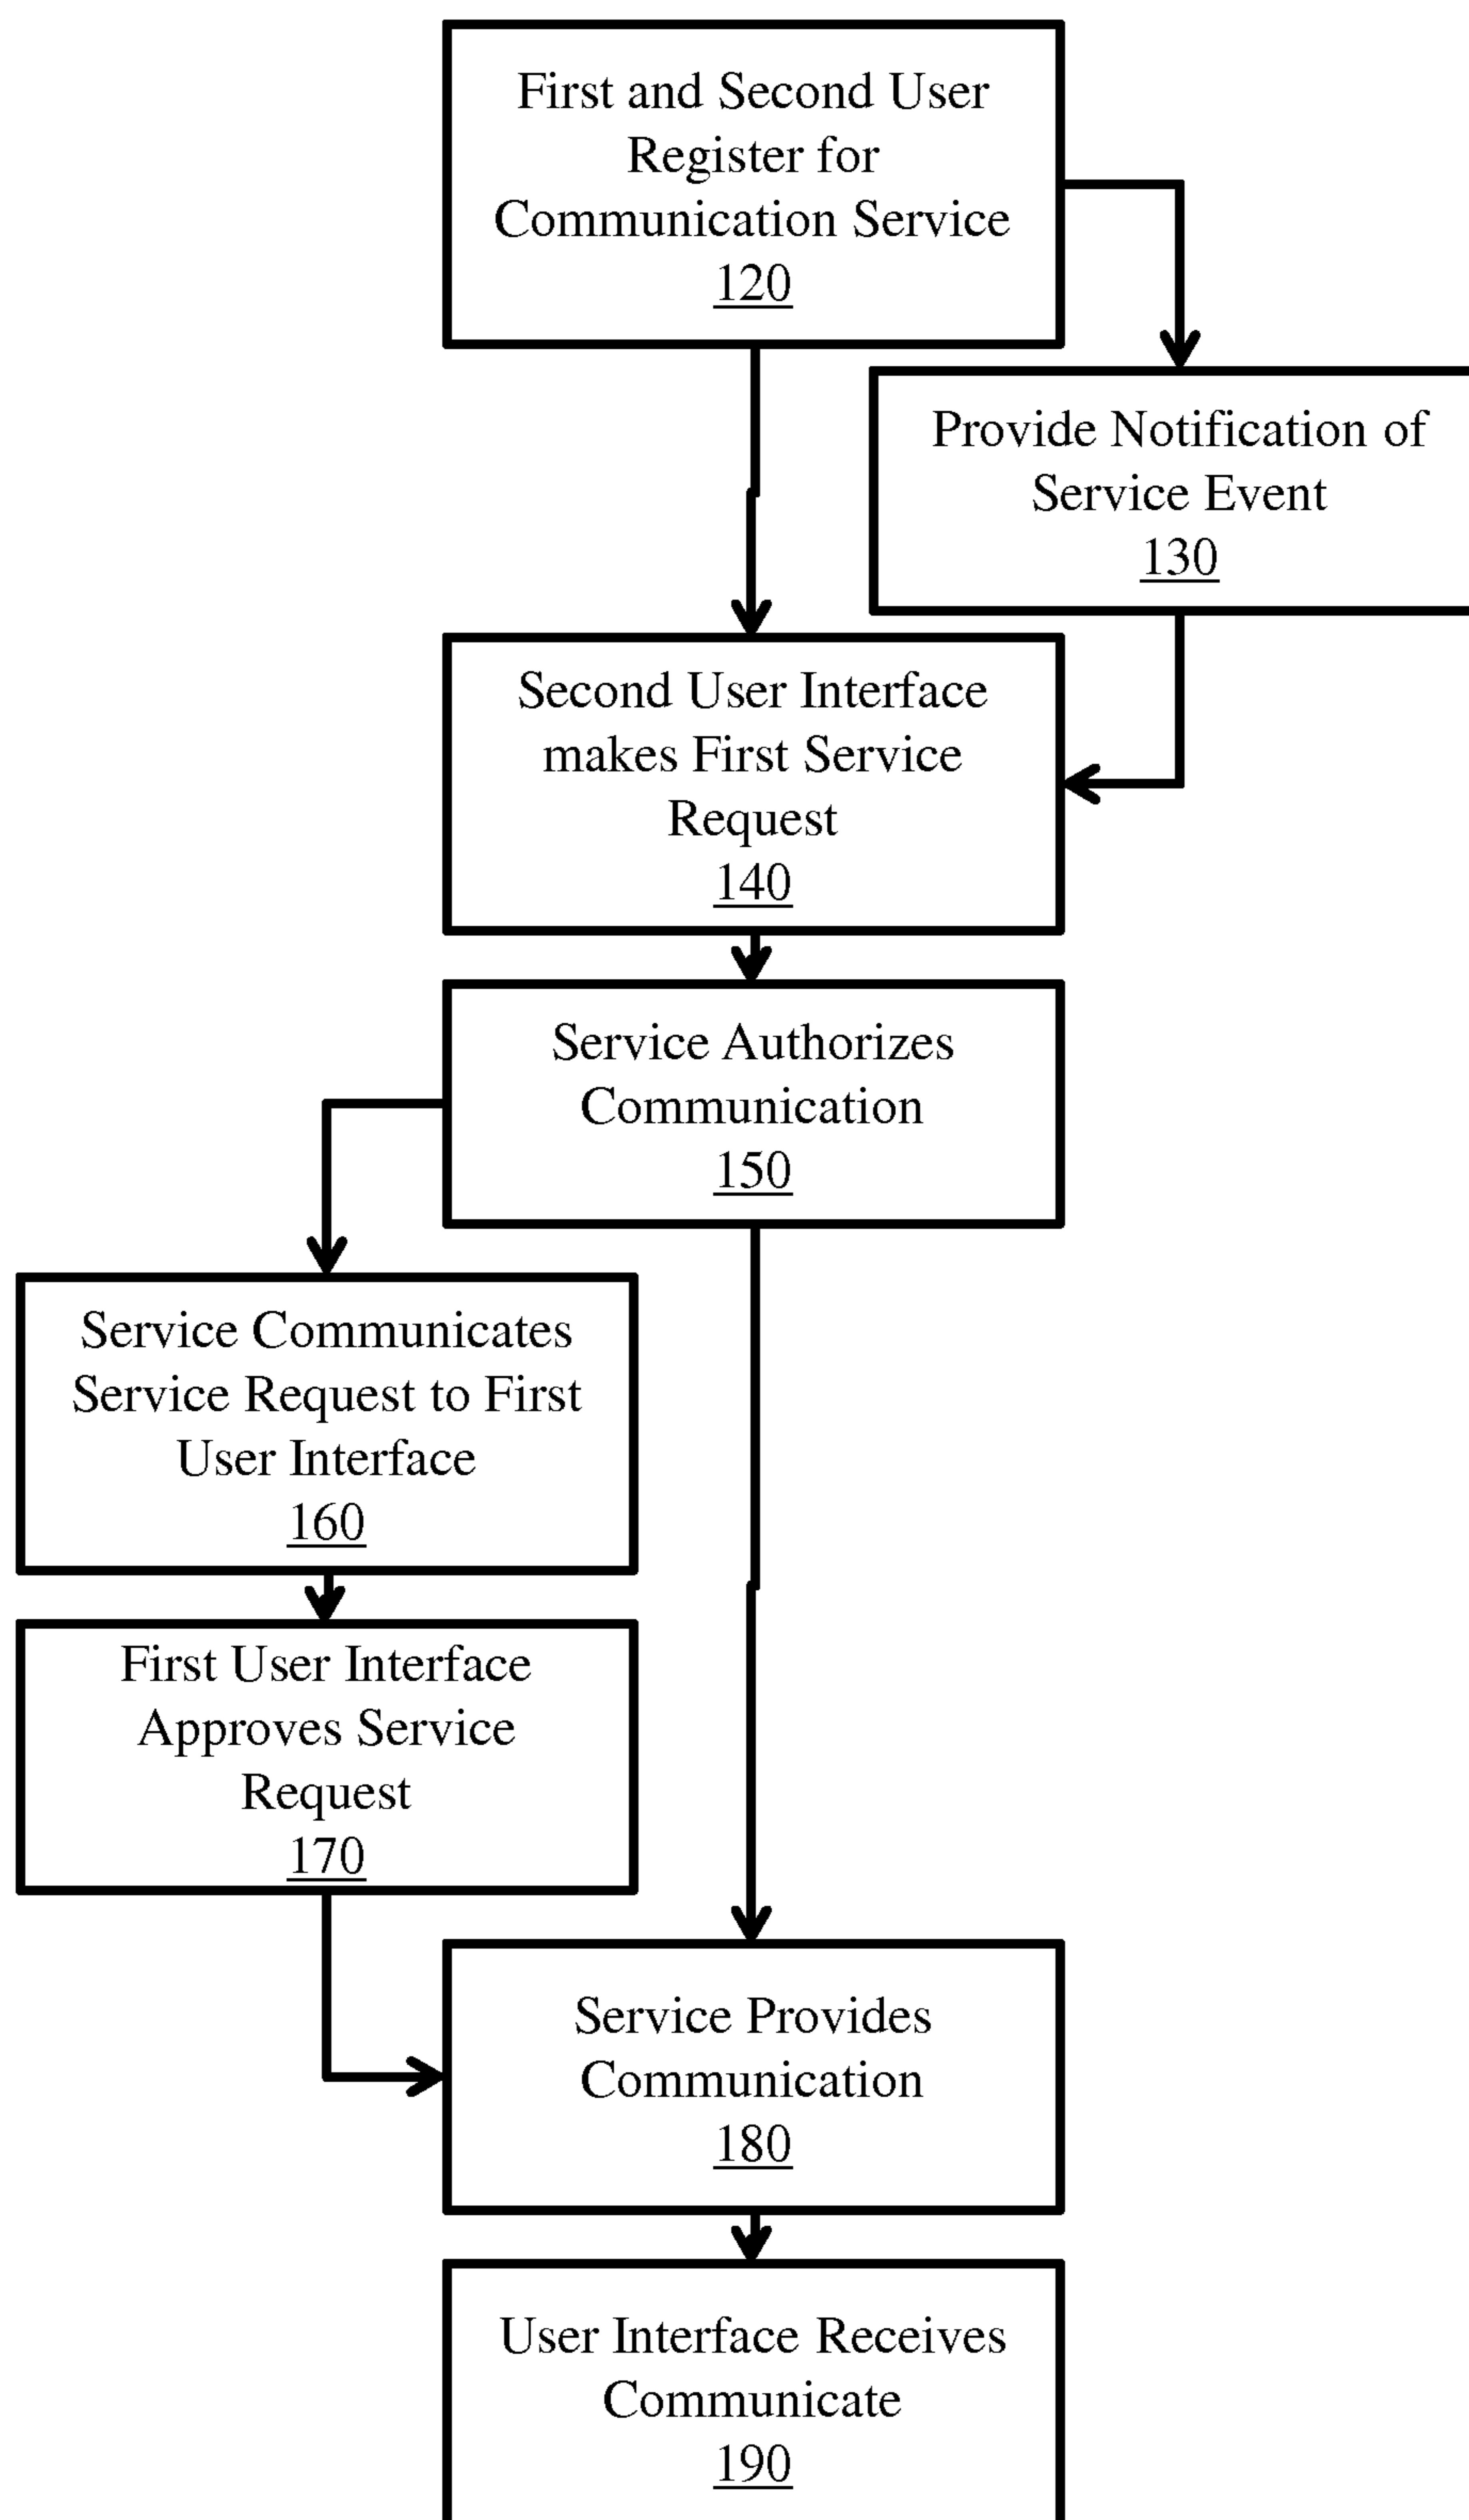 First and Second User
Register for
Communication Service
120
Provide Notification of
Service Event
130
Second User Interface
makes First Service
Request
140
Service Authorizes
Communication
150
Service Communicates
Service Request to First
User Interface
160
First User Interface
Approves Service
Request
170
Service Provides
Communication
180
User Interface Receives
Communicate
190